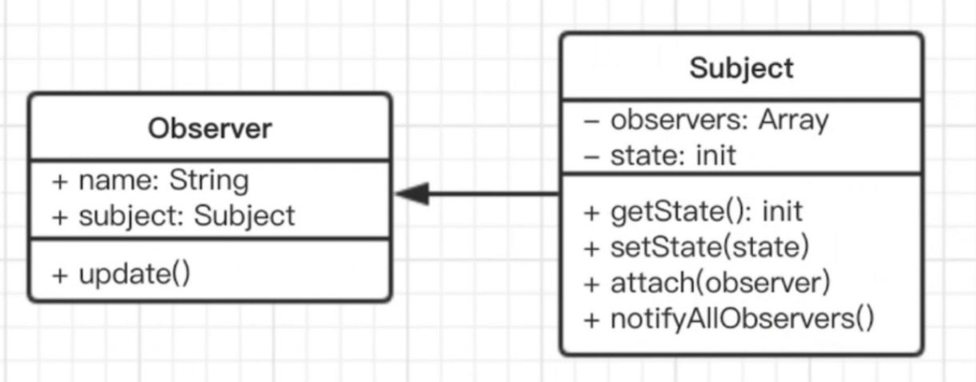 Observer
+ name: String
+ subject: Subject
+ update()
Subject
- observers: Array
- state: init
+ getState(): init
+ setState(state)
+ attach(observer)
+ notifyAllObservers()